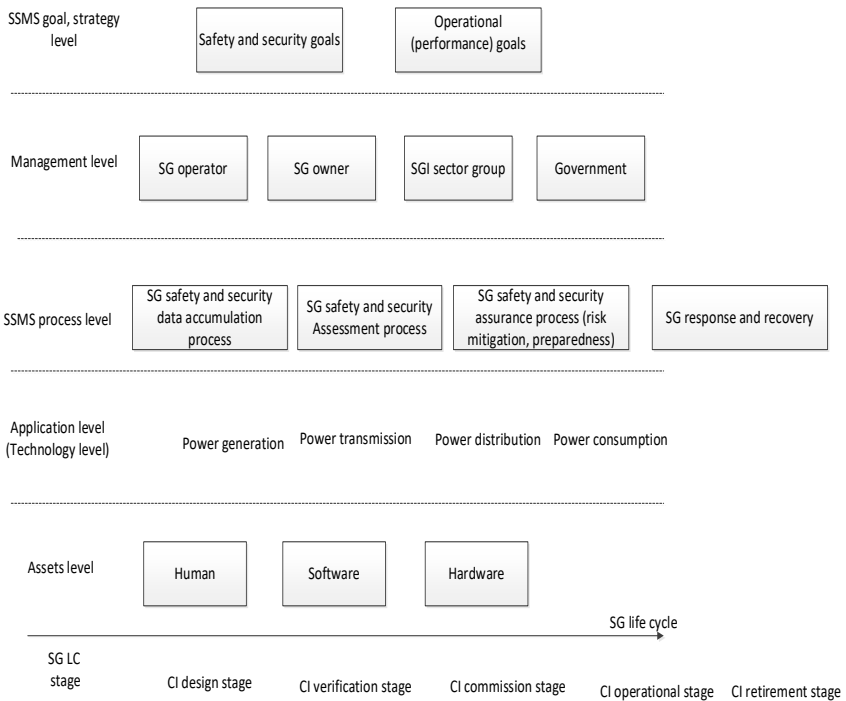 SSMS goal, strategy
level
Safety and security goals
Operational
(performance) goals
Management level
SG operator
SG owner
SGI sector group
Government
SSMS process level
SG safety and security
data accumulation
process
SG safety and security
Assessment process
SG safety and security
assurance process (risk
mitigation, preparedness)
SG response and recovery
Application level
(Technology level)
Power generation
Power transmission
Power distribution
Power consumption
Assets level
Human
Software
Hardware
SG life cycle
SG LC
stage
CI design stage
CI verification stage
CI commission stage
CI operational stage
CI retirement stage